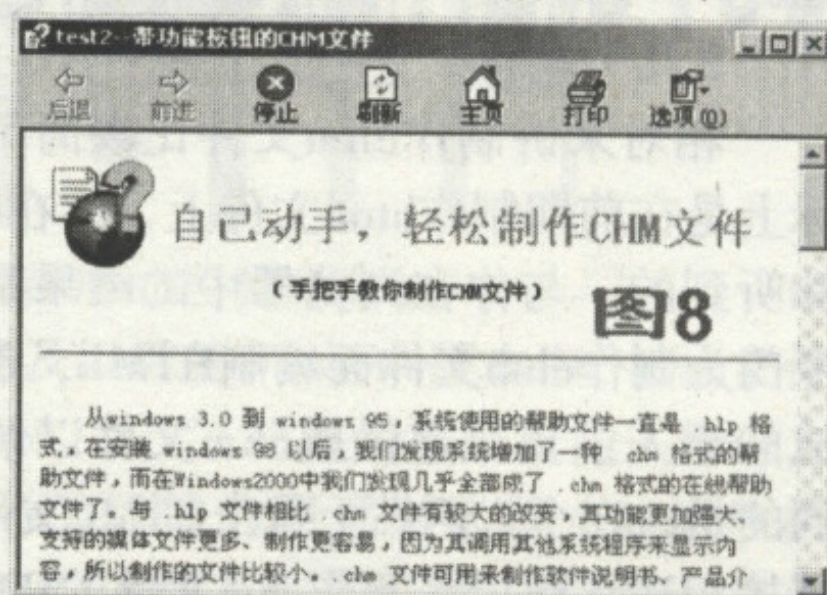 test2--带功能按钮的CHM文件
后退 前进 停止 刷新 主页 打印 选项(O)
自己动手，轻松制作CHM文件
（手把手教你制作CHM文件）
图8
从windows 3.0 到 windows 95，系统使用的帮助文件一直是 .hlp 格
式，在安装 windows 98 以后，我们发现系统增加了一种 .chm 格式的帮
助文件，而在Windows2000中我们发现几乎全部成了 .chm 格式的在线帮助
文件了。与 .hlp 文件相比 .chm 文件有较大的改变，其功能更加强大、
支持的媒体文件更多、制作更容易，因为其调用其他系统程序来显示内
容，所以制作的文件比较小。.chm 文件可用来制作软件说明书、产品介